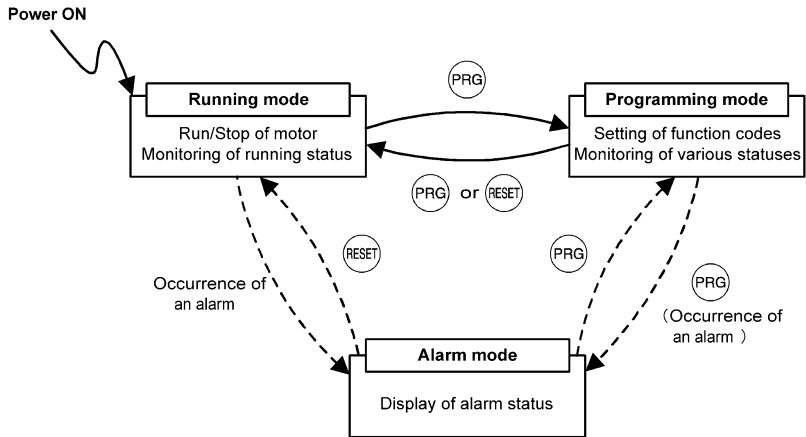 Power ON
Running mode
Run/Stop of motor
Monitoring of running status
PRG
Programming mode
Setting of function codes
Monitoring of various statuses
PRG or RESET
Occurrence of
an alarm
RESET
PRG
PRG
(Occurrence of
an alarm)
Alarm mode
Display of alarm status